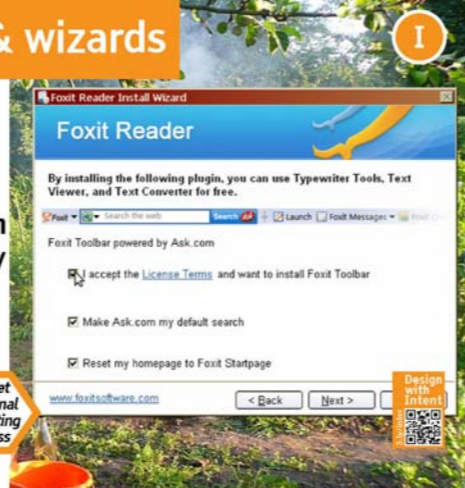 & wizards
I
Foxit Reader Install Wizard
Foxit Reader
By installing the following plugin, you can use Typewriter Tools, Text
Viewer, and Text Converter for free.
Foxit
Search the web
Search
Launch
Foxit Messages
Foxit Toolbar powered by Ask.com
I accept the License Terms and want to install Foxit Toolbar
Make Ask.com my default search
Reset my homepage to Foxit Startpage
www.foxitsoftware.com
< Back
Next >
Design
with
Intent